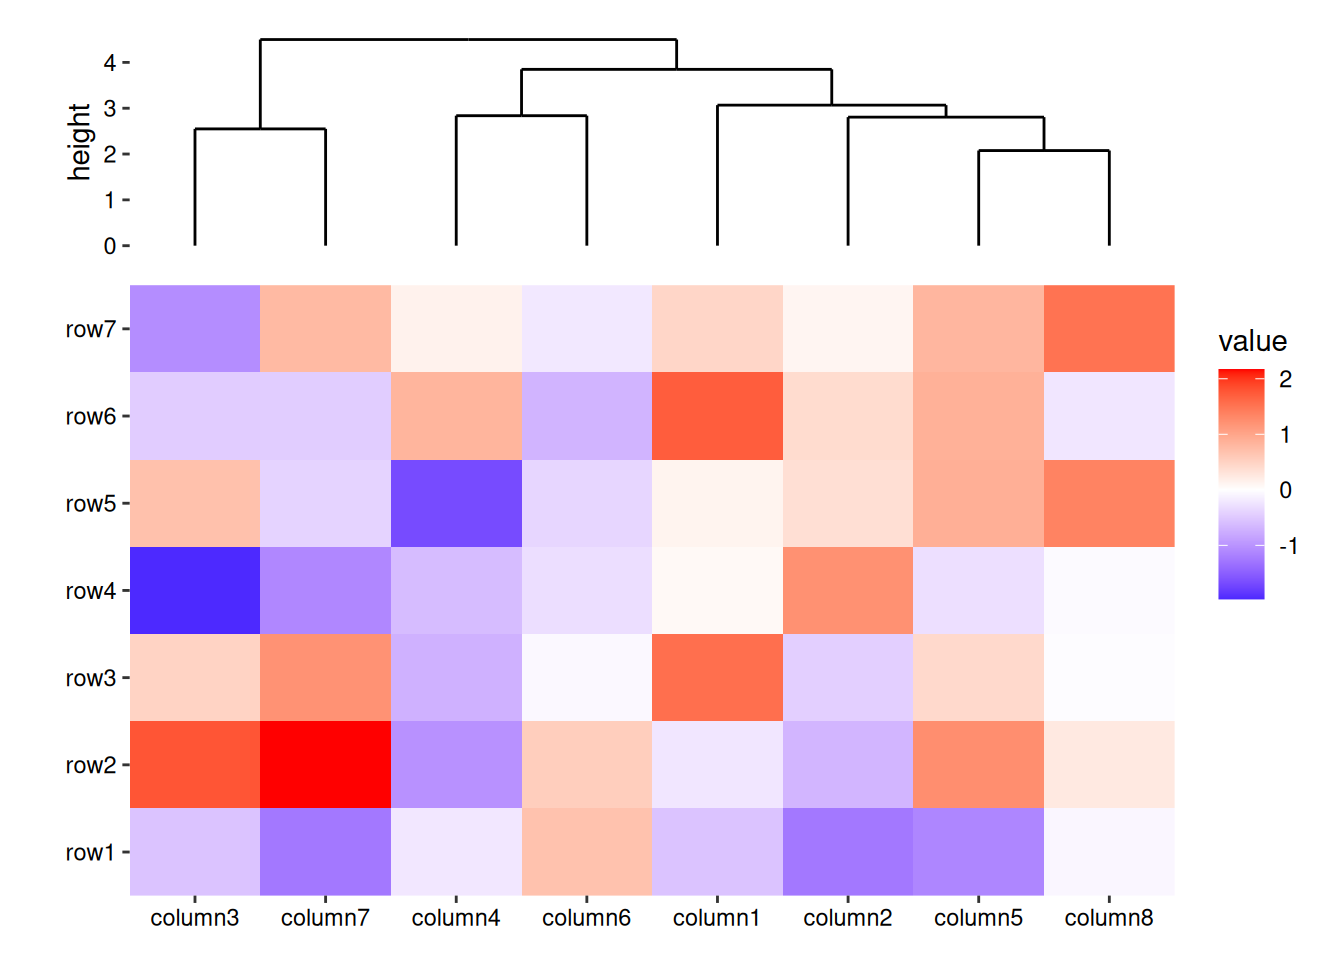 4
3
2
1
0
height
row7
row6
row5
row4
row3
row2
row1
column3 column7 column4 column6 column1 column2 column5 column8
value
2
1
0
-1